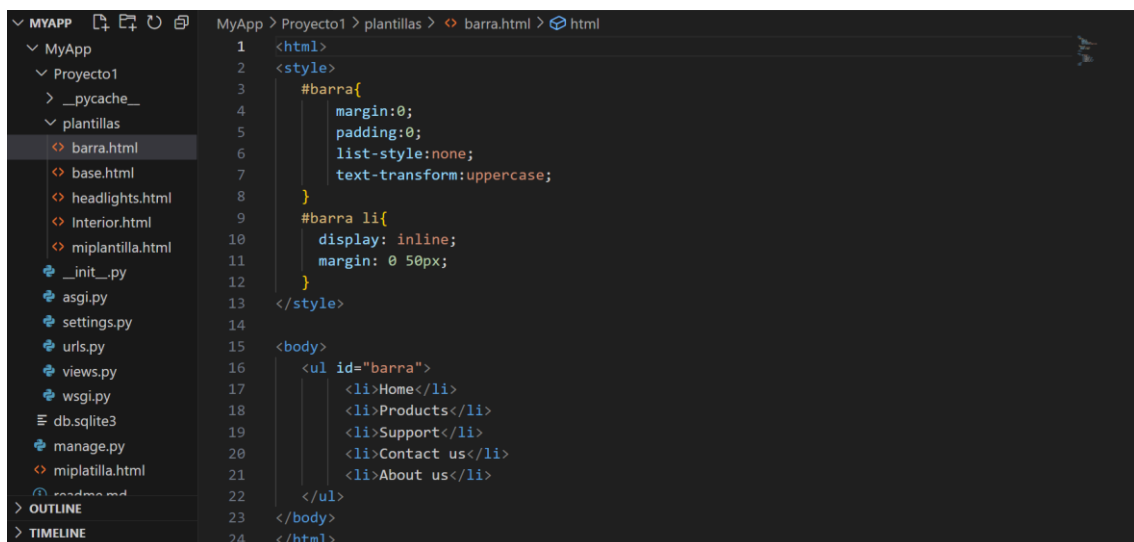 MYAPP
MyApp
Proyecto1
__pycache__
plantillas
barra.html
base.html
headlights.html
Interior.html
miplantilla.html
__init__.py
asgi.py
settings.py
urls.py
views.py
wsgi.py
db.sqlite3
manage.py
miplatilla.html
readme.md
OUTLINE
TIMELINE
MyApp > Proyecto1 > plantillas > barra.html > html
1 <html>
2 <style>
3 #barra{
4 margin:0;
5 padding:0;
6 list-style:none;
7 text-transform:uppercase;
8 }
9 #barra li{
10 display: inline;
11 margin: 0 50px;
12 }
13 </style>
14
15 <body>
16 <ul id="barra">
17 <li>Home</li>
18 <li>Products</li>
19 <li>Support</li>
20 <li>Contact us</li>
21 <li>About us</li>
22 </ul>
23 </body>
24 </html>